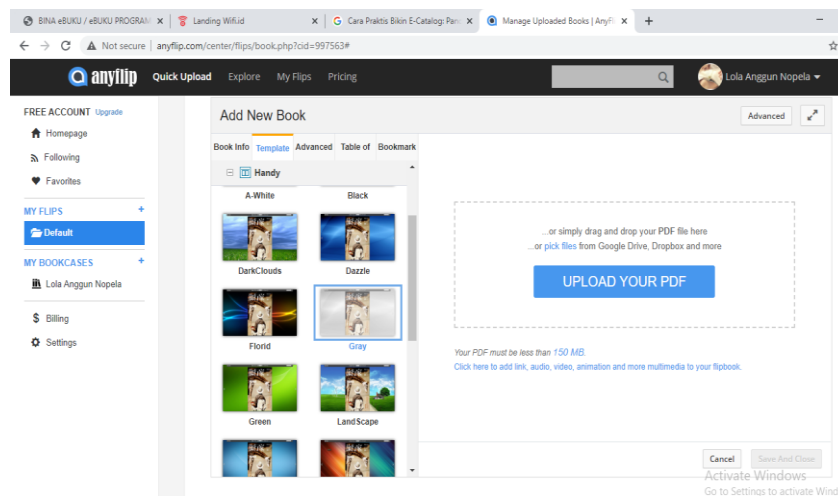 BINA eBUKU / eBUKU PROGRAM
Landing Wifi.id
Cara Praktis Bikin E-Catalog: Pan
Manage Uploaded Books | AnyFl
Not secure | anyflip.com/center/flips/book.php?cid=997563#
anyflip Quick Upload Explore My Flips Pricing Lola Anggun Nopela
FREE ACCOUNT Upgrade
Homepage
Following
Favorites
MY FLIPS +
Default
MY BOOKCASES +
Lola Anggun Nopela
$ Billing
Settings
Add New Book
Advanced
Book Info Template Advanced Table of Bookmark
Handy
A-White Black
DarkClouds Dazzle
Florid Gray
Green LandScape
...or simply drag and drop your PDF file here
...or pick files from Google Drive, Dropbox and more
UPLOAD YOUR PDF
Your PDF must be less than 150 MB.
Click here to add link, audio, video, animation and more multimedia to your flipbook.
Cancel Save And Close
Activate Windows
Go to Settings to activate Wind